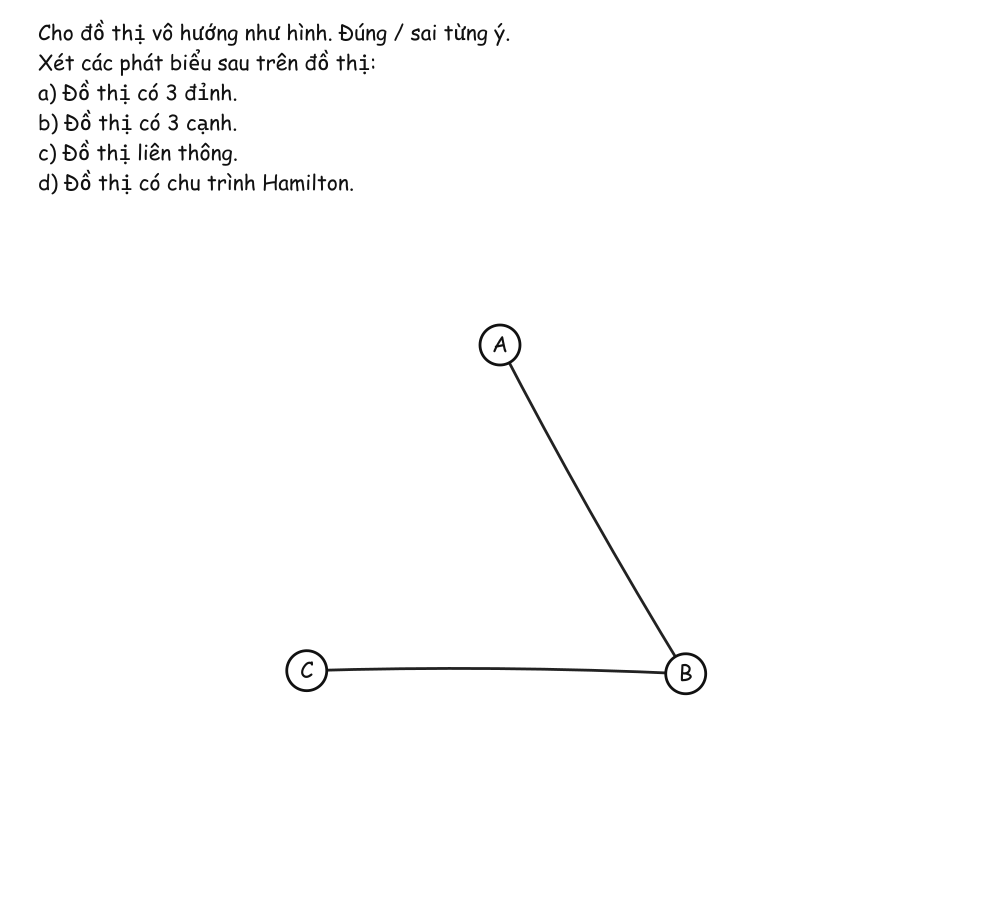 Cho đồ thị vô hướng như hình. Đúng / sai từng ý.
Xét các phát biểu sau trên đồ thị:
a) Đồ thị có 3 đỉnh.
b) Đồ thị có 3 cạnh.
c) Đồ thị liên thông.
d) Đồ thị có chu trình Hamilton.
A
C
B